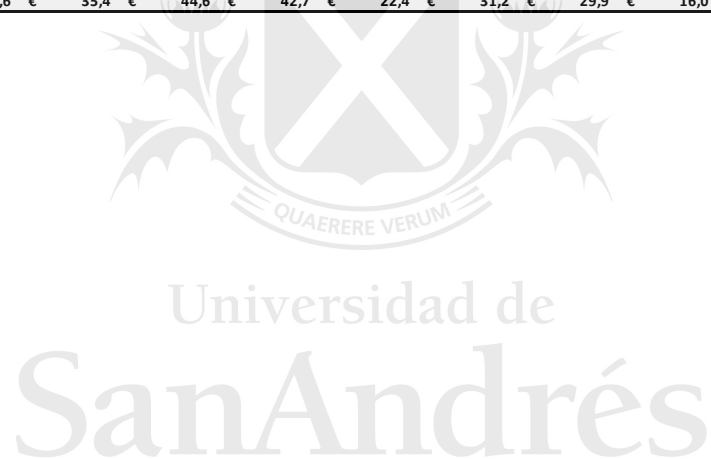 ,6 € 35,4 € 44,6 € 42,7 € 22,4 € 31,2 € 29,9 € 16,0
QUAERERE VERUM
Universidad de
SanAndrés